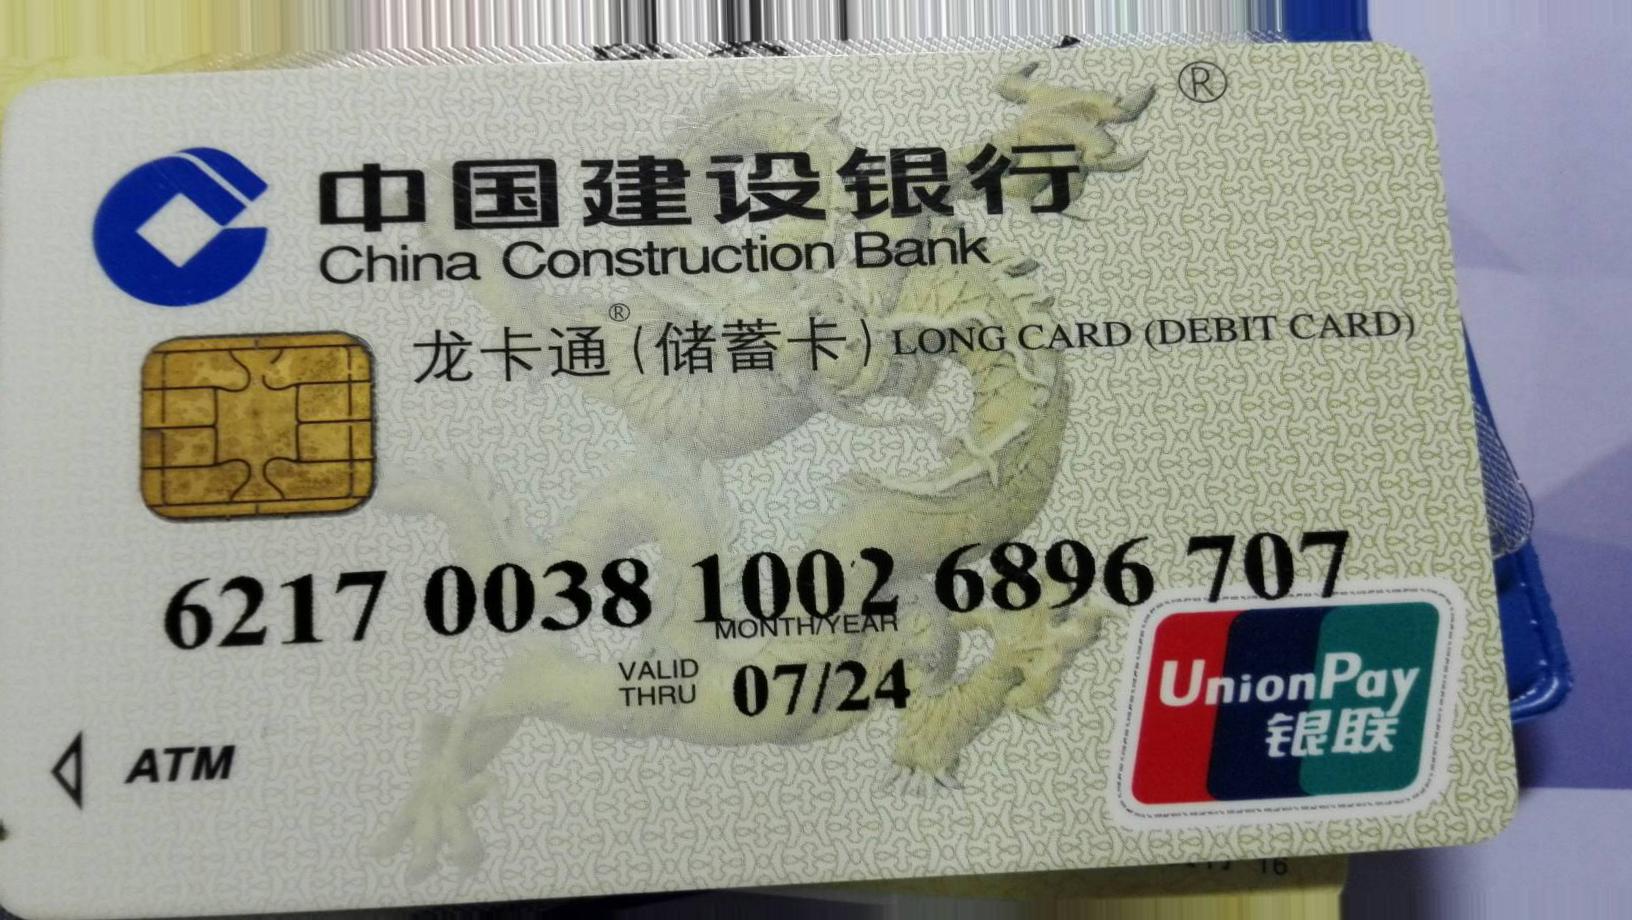 ®
中国建设银行
China Construction Bank
龙卡通®(储蓄卡) LONG CARD (DEBIT CARD)
6217 0038 1002 6896 707
MONTH/YEAR
VALID THRU 07/24
ATM
UnionPay
银联
16